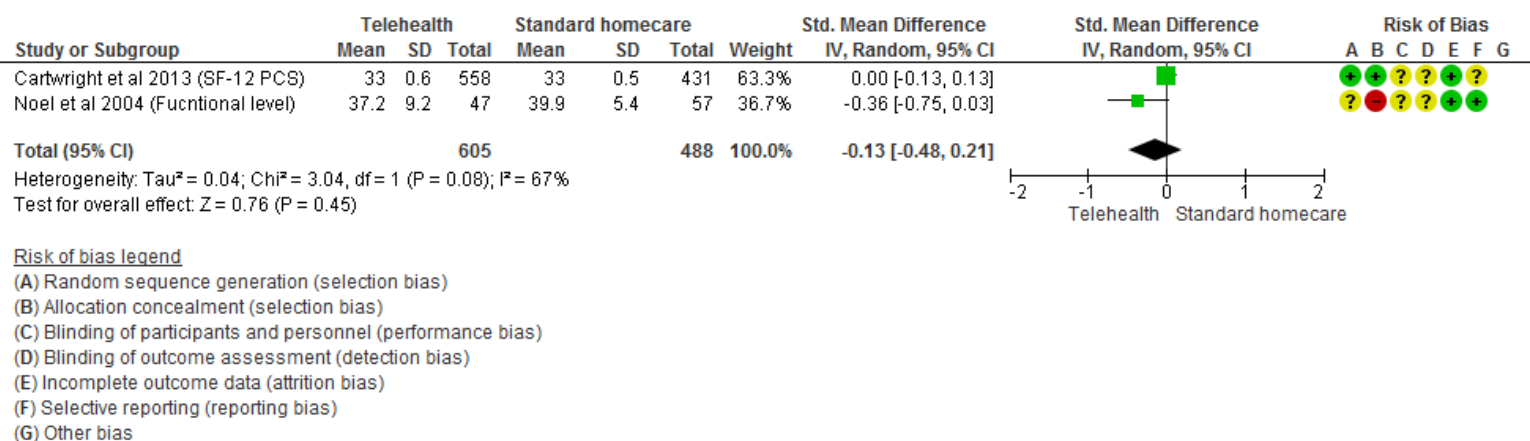 Telehealth Standard homecare Std. Mean Difference Std. Mean Difference Risk of Bias
Study or Subgroup Mean SD Total Mean SD Total Weight IV, Random, 95% CI IV, Random, 95% CI A B C D E F G
Cartwright et al 2013 (SF-12 PCS) 33 0.6 558 33 0.5 431 63.3% 0.00 [-0.13, 0.13] + + ? ? + ?
Noel et al 2004 (Fucntional level) 37.2 9.2 47 39.9 5.4 57 36.7% -0.36 [-0.75, 0.03] ? - ? ? + +
Total (95% CI) 605 488 100.0% -0.13 [-0.48, 0.21]
Heterogeneity: Tau² = 0.04; Chi² = 3.04, df = 1 (P = 0.08); I² = 67%
Test for overall effect: Z = 0.76 (P = 0.45)
-2 -1 0 1 2
Telehealth Standard homecare
Risk of bias legend
(A) Random sequence generation (selection bias)
(B) Allocation concealment (selection bias)
(C) Blinding of participants and personnel (performance bias)
(D) Blinding of outcome assessment (detection bias)
(E) Incomplete outcome data (attrition bias)
(F) Selective reporting (reporting bias)
(G) Other bias